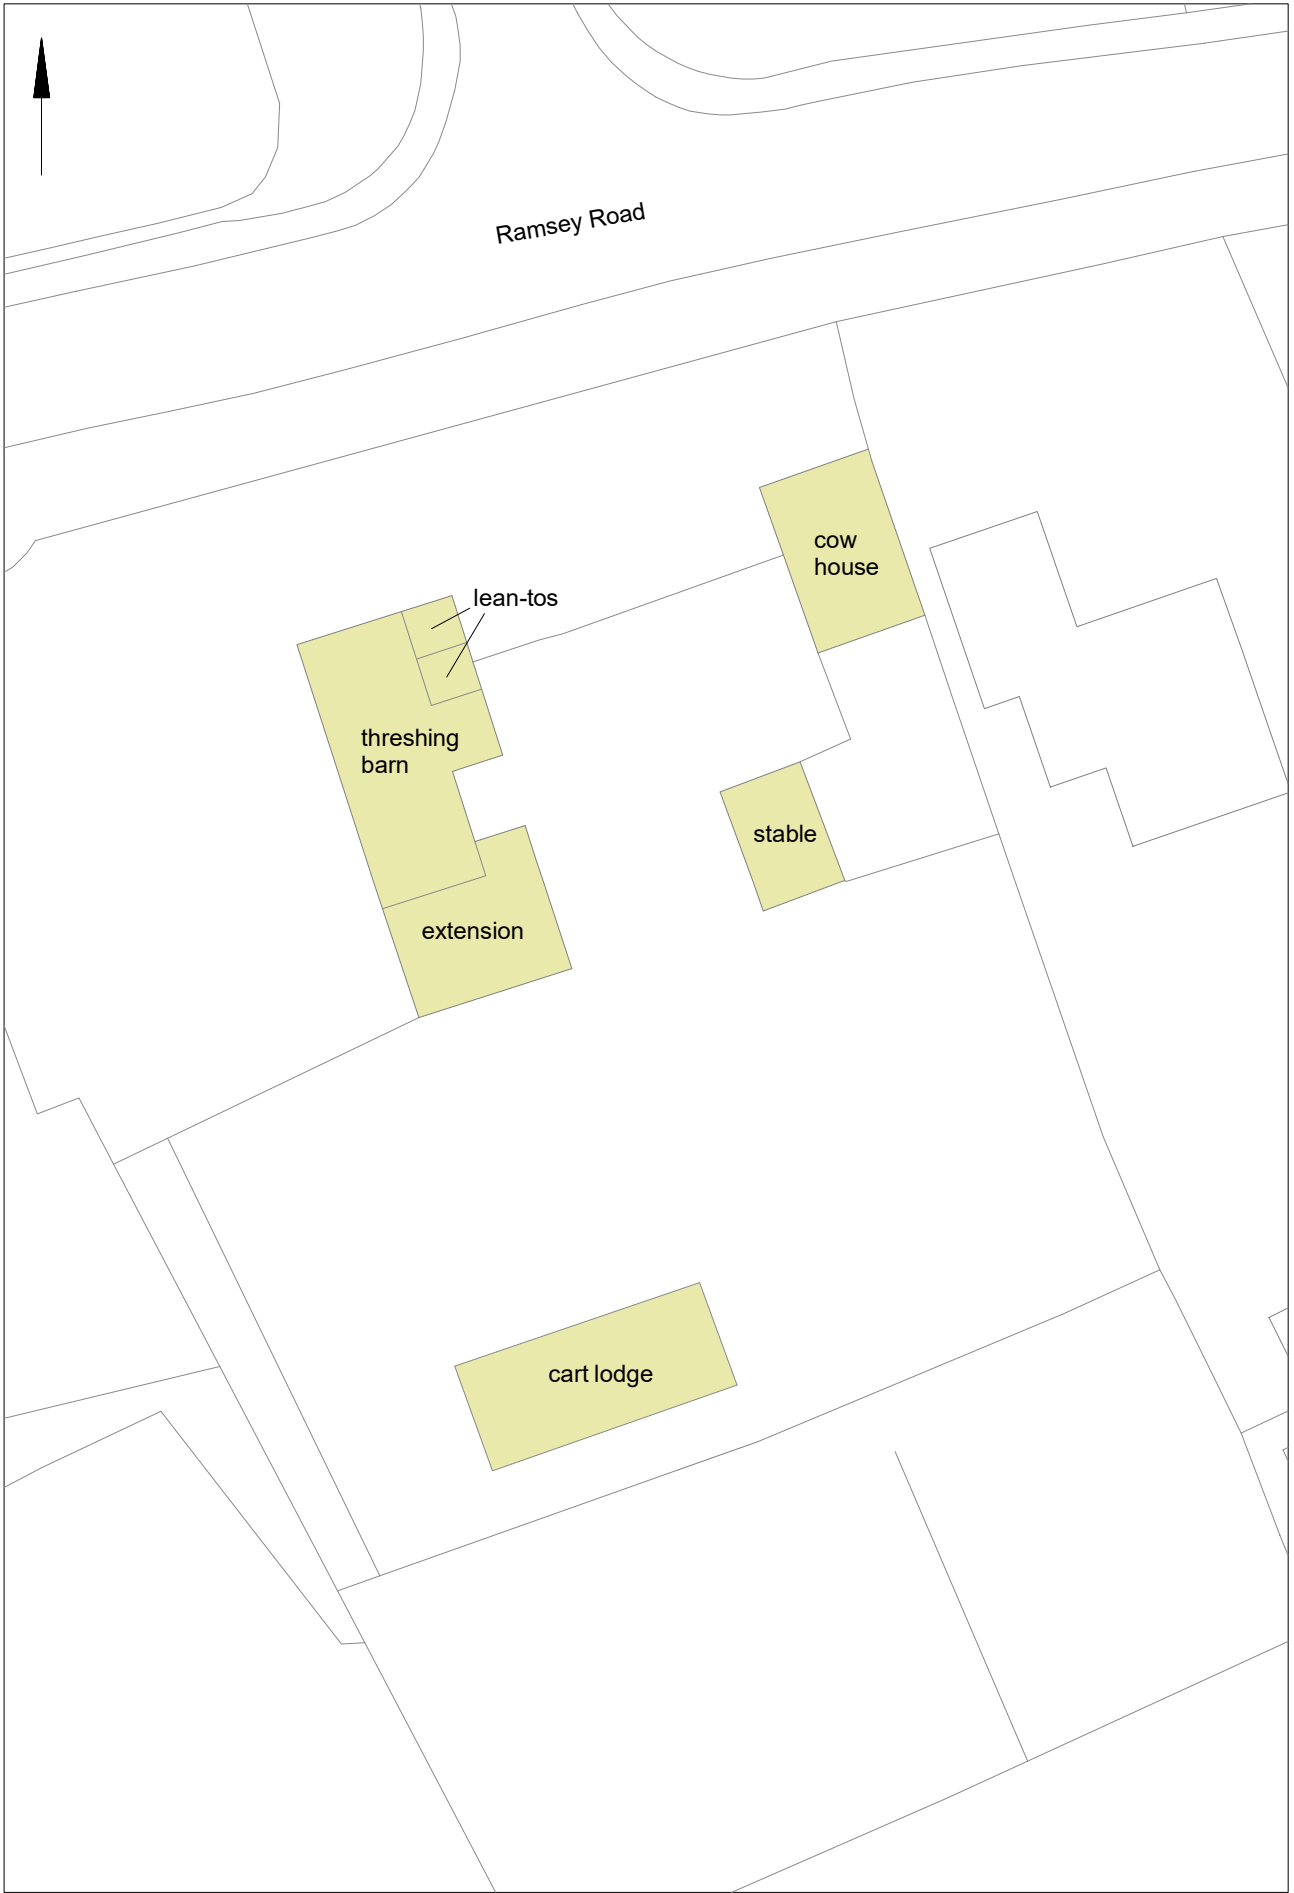 Ramsey Road
cow
house
lean-tos
threshing
barn
stable
extension
cart lodge